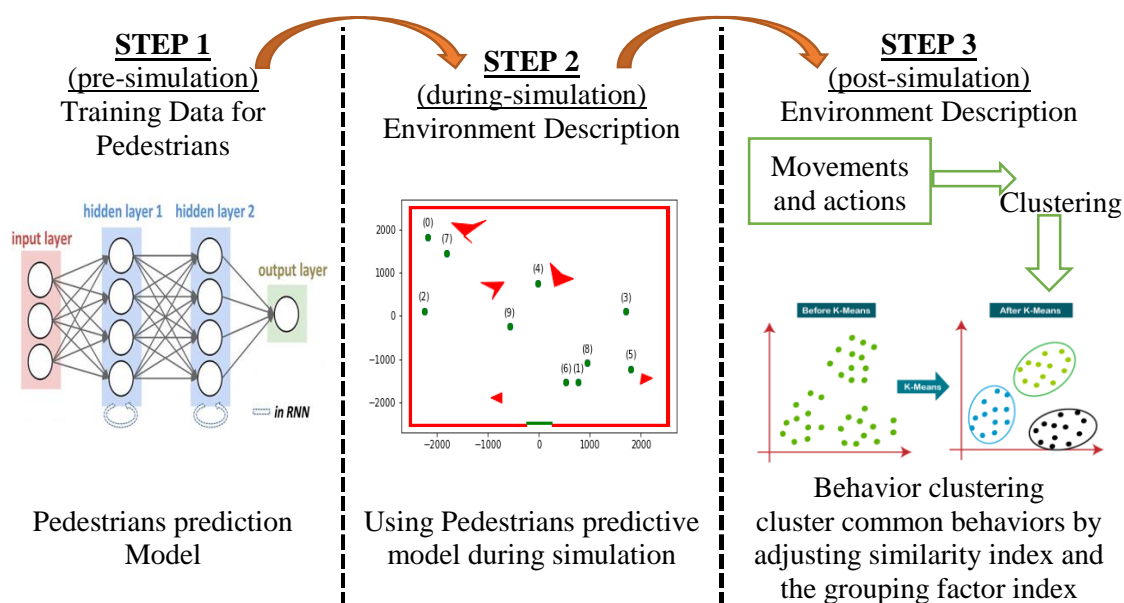 STEP 1
(pre-simulation)
Training Data for
Pedestrians
hidden layer 1
hidden layer 2
input layer
output layer
in RNN
Pedestrians prediction
Model
STEP 2
(during-simulation)
Environment Description
(0)
(7)
(4)
(2)
(9)
(3)
(8)
(5)
(6)
(1)
2000
1000
0
−1000
−2000
−2000
−1000
0
1000
2000
Using Pedestrians predictive
model during simulation
STEP 3
(post-simulation)
Environment Description
Movements
and actions
Clustering
Before K-Means
After K-Means
K-Means
Behavior clustering
cluster common behaviors by
adjusting similarity index and
the grouping factor index